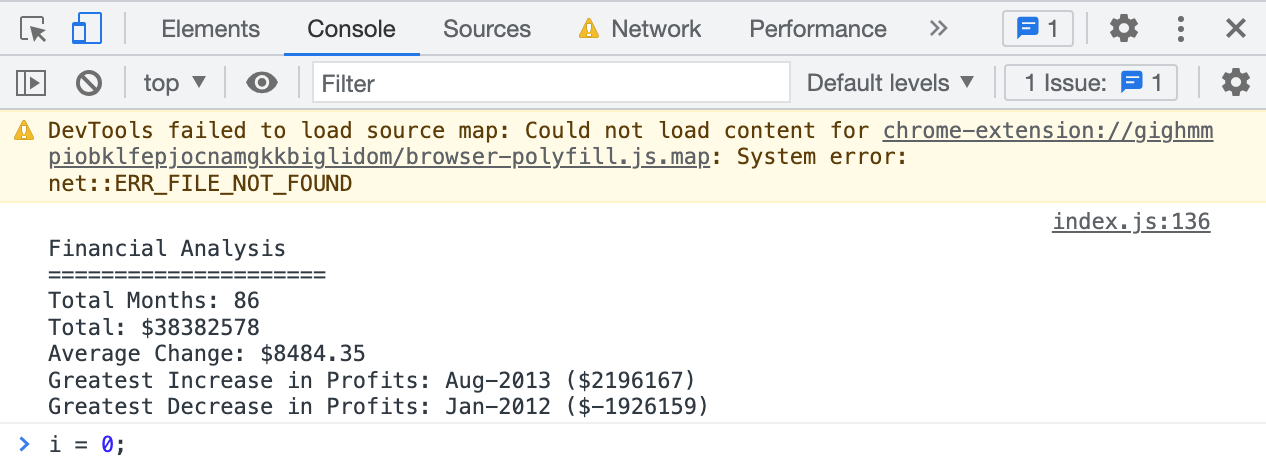 Elements Console Sources Network Performance 1
top Filter Default levels 1 Issue: 1
DevTools failed to load source map: Could not load content for chrome-extension://gighmm
piobklfepjocnamgkkbiglidom/browser-polyfill.js.map: System error:
net::ERR_FILE_NOT_FOUND
index.js:136
Financial Analysis
=====================
Total Months: 86
Total: $38382578
Average Change: $8484.35
Greatest Increase in Profits: Aug-2013 ($2196167)
Greatest Decrease in Profits: Jan-2012 ($-1926159)
> i = 0;